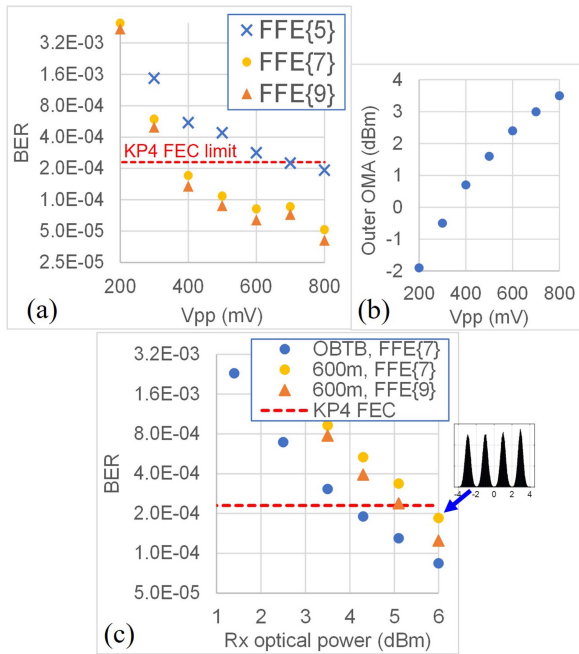 3.2E-03
1.6E-03
8.0E-04
4.0E-04
2.0E-04
1.0E-04
5.0E-05
2.5E-05
BER
FFE{5}
FFE{7}
FFE{9}
KP4 FEC limit
200 400 600 800
Vpp (mV)
(a)
4
3
2
1
0
-1
-2
Outer OMA (dBm)
200 400 600 800
Vpp (mV)
(b)
3.2E-03
1.6E-03
8.0E-04
4.0E-04
2.0E-04
1.0E-04
5.0E-05
BER
OBTB, FFE{7}
600m, FFE{7}
600m, FFE{9}
KP4 FEC
-4 -2 0 2 4
1 2 3 4 5 6
Rx optical power (dBm)
(c)